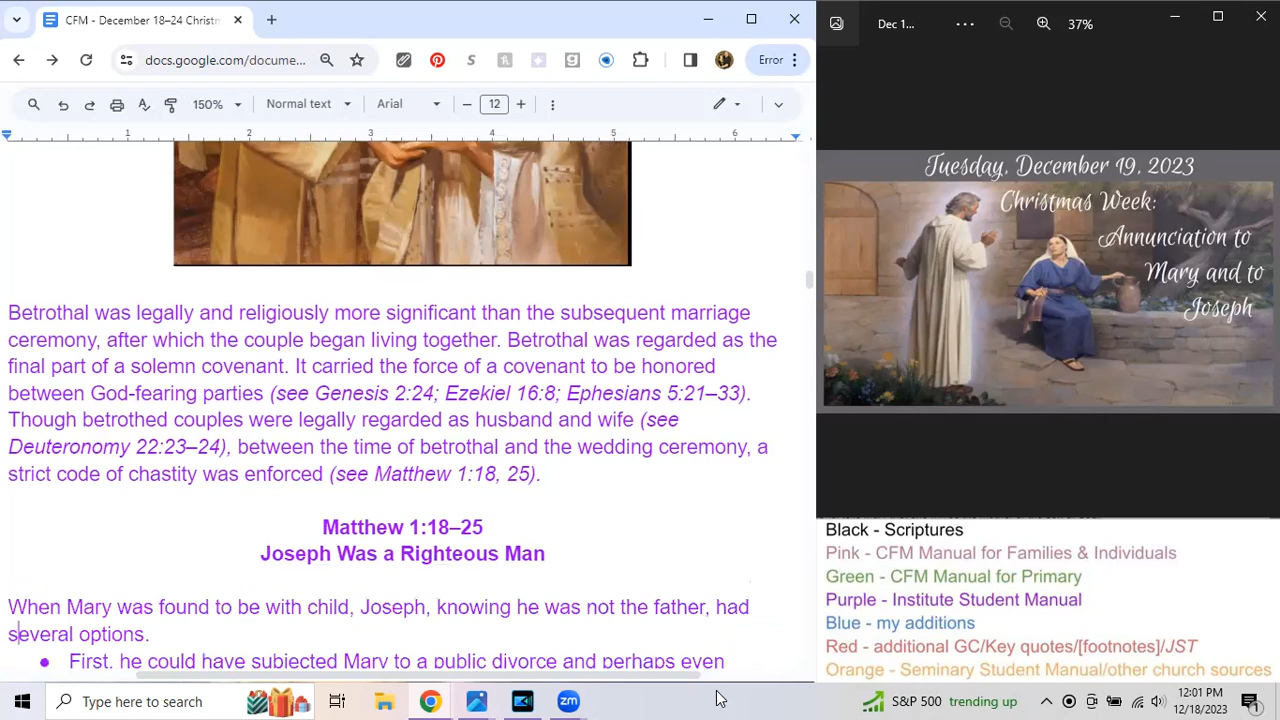 CFM - December 18–24 Christm
docs.google.com/docume...
Error
150%
Normal text
Arial
12
1
2
3
4
5
6
Betrothal was legally and religiously more significant than the subsequent marriage
ceremony, after which the couple began living together. Betrothal was regarded as the
final part of a solemn covenant. It carried the force of a covenant to be honored
between God-fearing parties (see Genesis 2:24; Ezekiel 16:8; Ephesians 5:21–33).
Though betrothed couples were legally regarded as husband and wife (see
Deuteronomy 22:23–24), between the time of betrothal and the wedding ceremony, a
strict code of chastity was enforced (see Matthew 1:18, 25).
Matthew 1:18–25
Joseph Was a Righteous Man
When Mary was found to be with child, Joseph, knowing he was not the father, had
several options.
First, he could have subjected Mary to a public divorce and perhaps even
Dec 1...
37%
Tuesday, December 19, 2023
Christmas Week:
Annunciation to
Mary and to
Joseph
Black - Scriptures
Pink - CFM Manual for Families & Individuals
Green - CFM Manual for Primary
Purple - Institute Student Manual
Blue - my additions
Red - additional GC/Key quotes/[footnotes]/JST
Orange - Seminary Student Manual/other church sources
Type here to search
zm
S&P 500 trending up
12:01 PM
12/18/2023
1